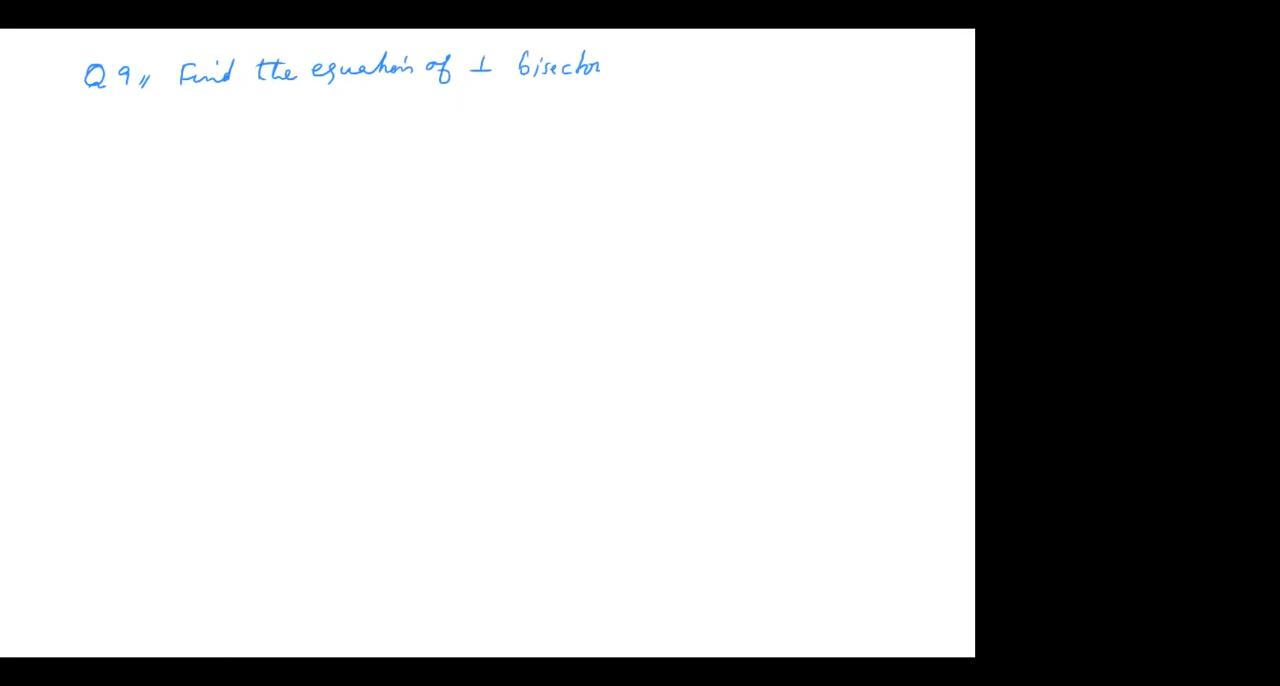 Q 9,, Find the equation of ⊥ bisector